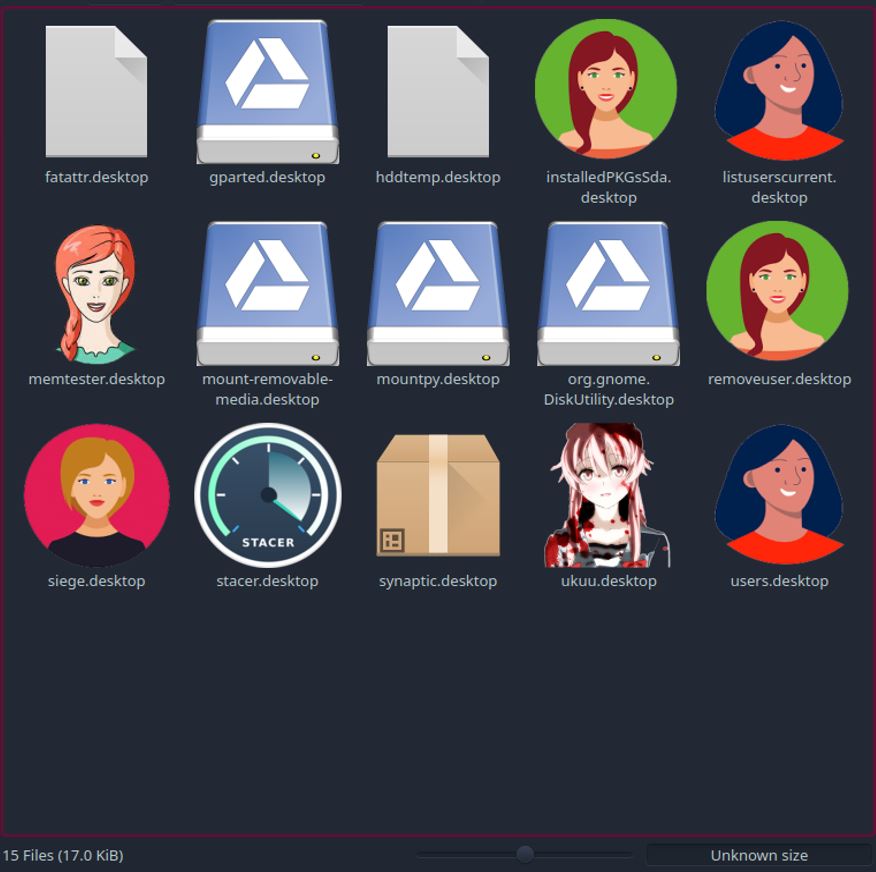 fatattr.desktop
gparted.desktop
hddtemp.desktop
installedPKGsSda.
desktop
listuserscurrent.
desktop
memtester.desktop
mount-removable-
media.desktop
mountpy.desktop
org.gnome.
DiskUtility.desktop
removeuser.desktop
STACER
siege.desktop
stacer.desktop
synaptic.desktop
ukuu.desktop
users.desktop
15 Files (17.0 KiB)
Unknown size